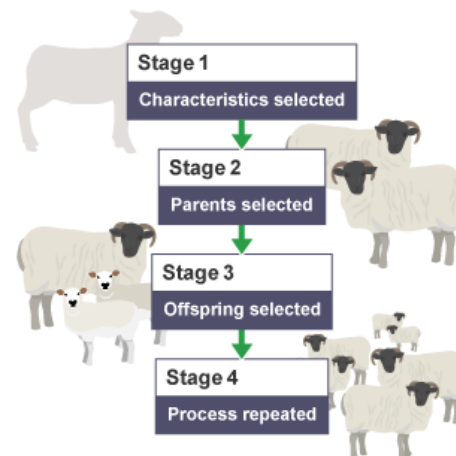 Stage 1
Characteristics selected
Stage 2
Parents selected
Stage 3
Offspring selected
Stage 4
Process repeated